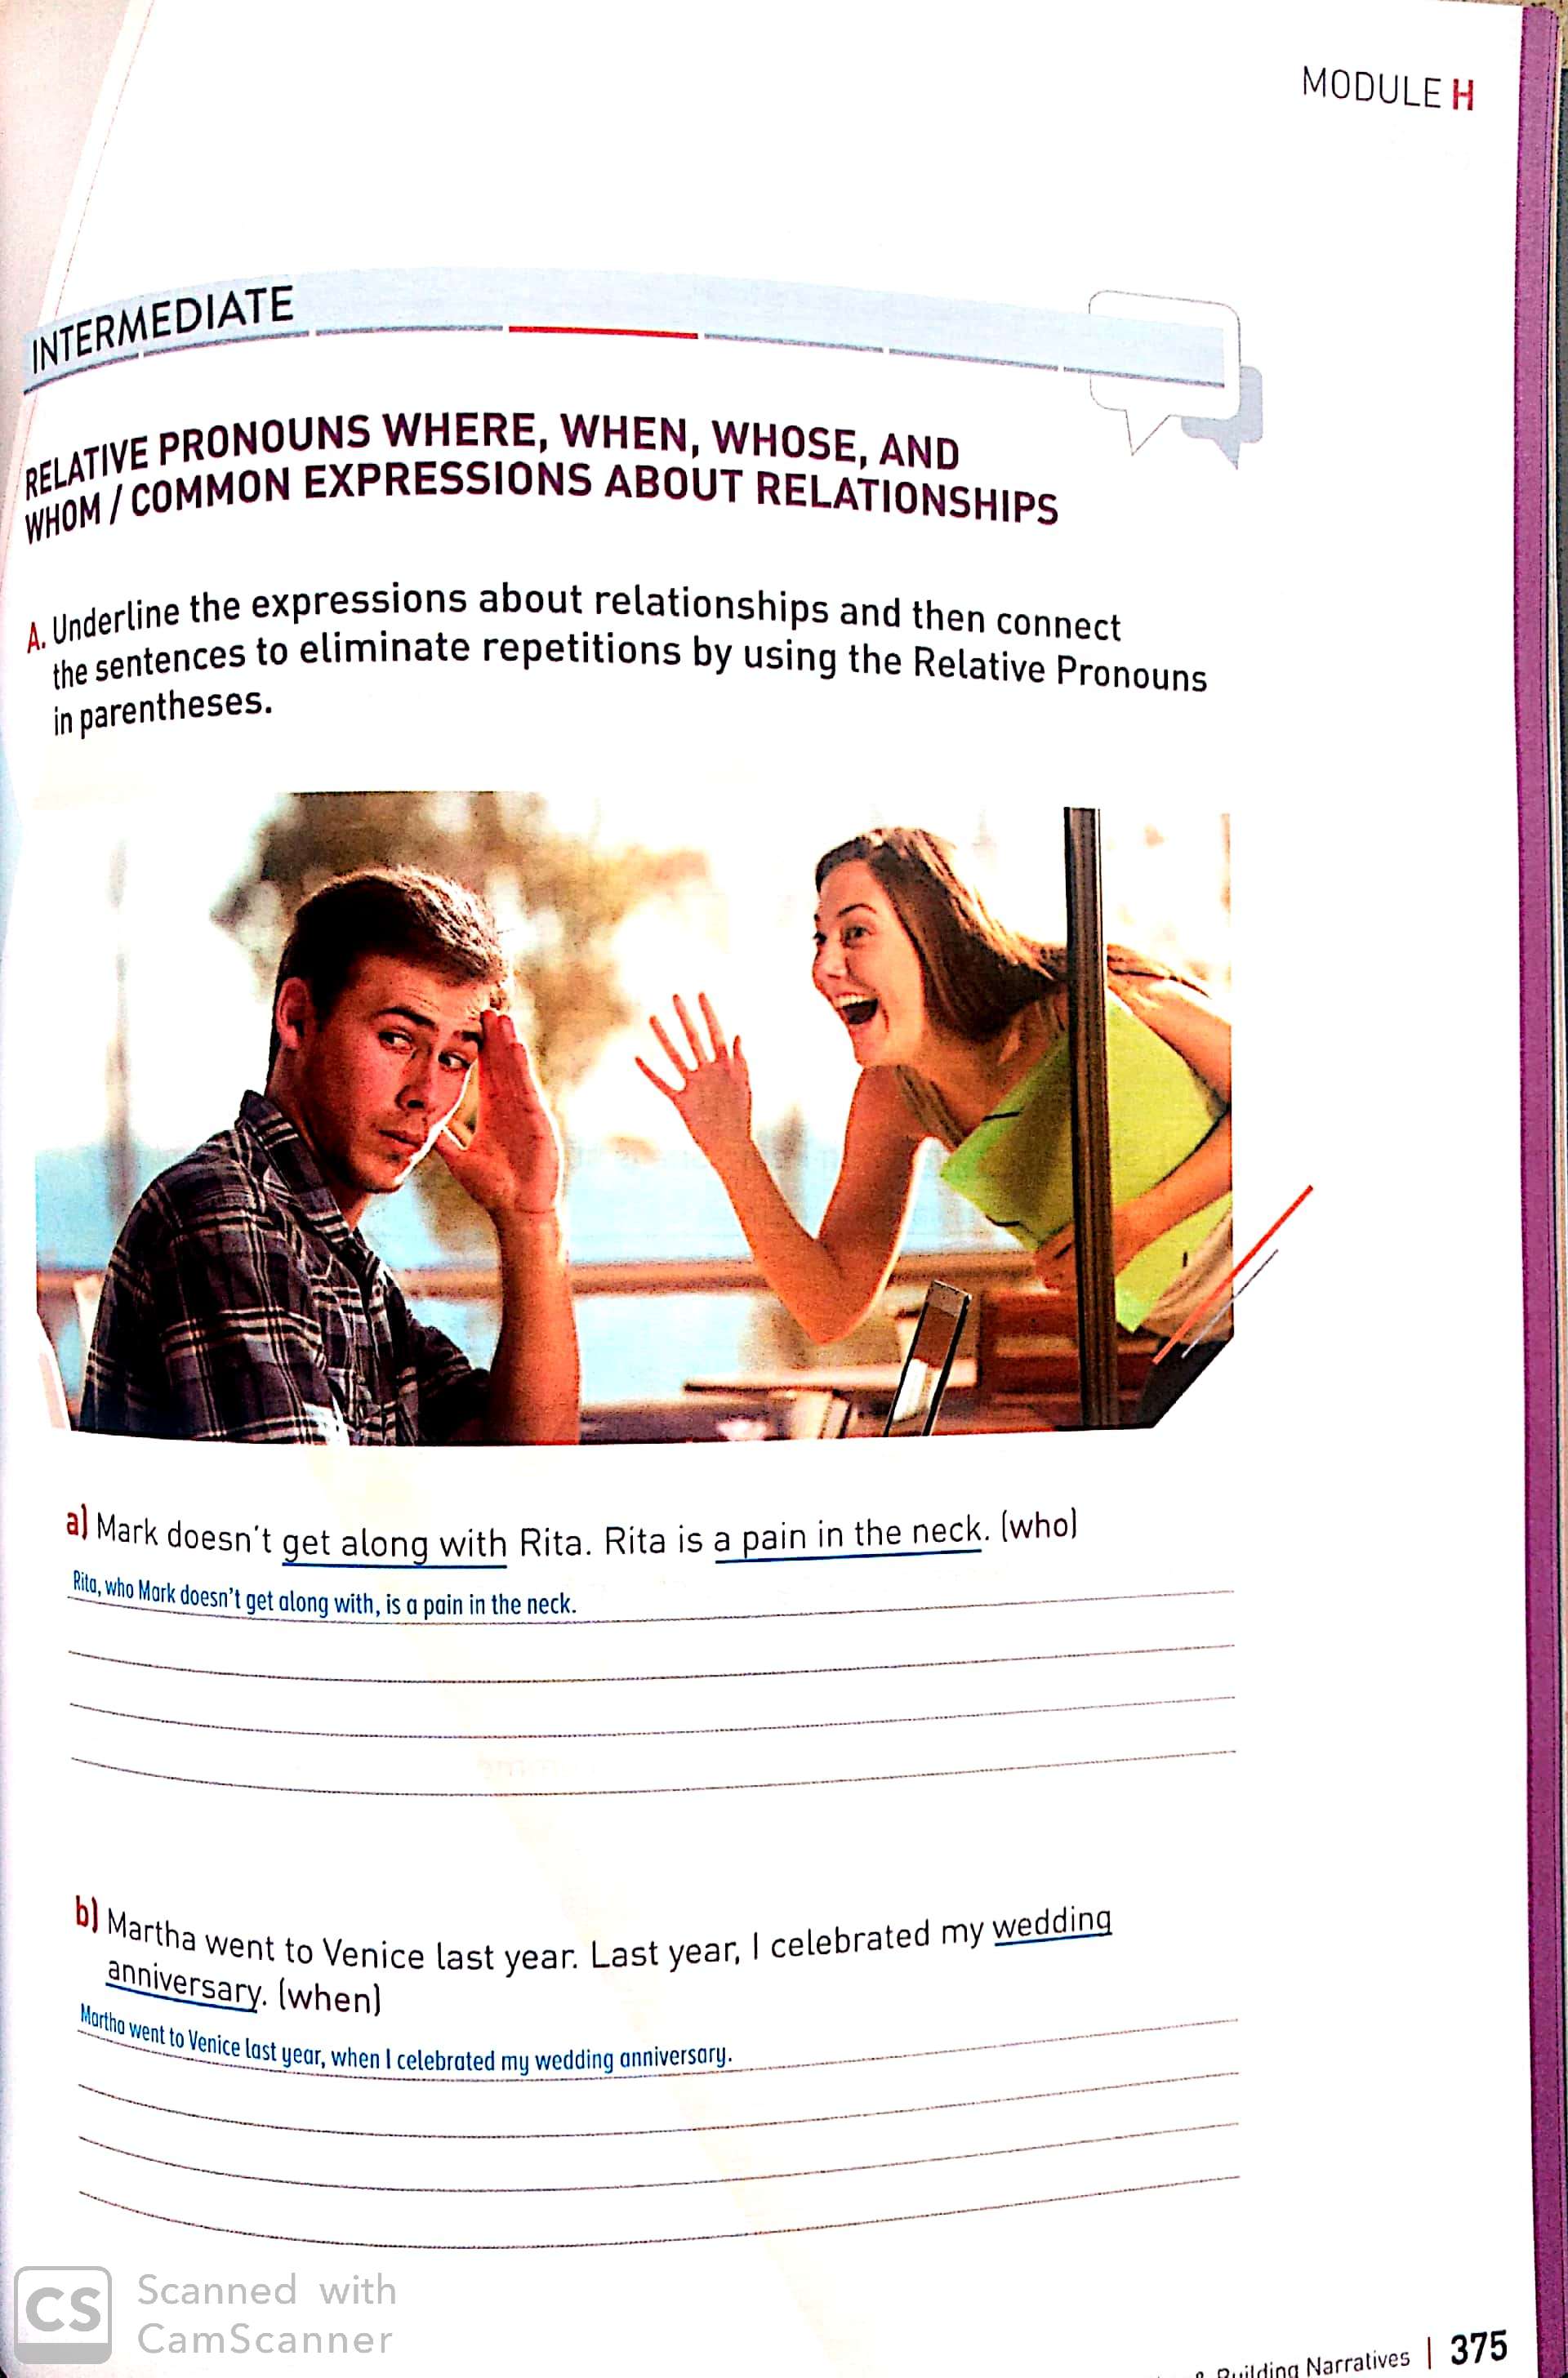 MODULE H
INTERMEDIATE
RELATIVE PRONOUNS WHERE, WHEN, WHOSE, AND
WHOM / COMMON EXPRESSIONS ABOUT RELATIONSHIPS
A. Underline the expressions about relationships and then connect
the sentences to eliminate repetitions by using the Relative Pronouns
in parentheses.
a) Mark doesn't get along with Rita. Rita is a pain in the neck. (who)
Rita, who Mark doesn't get along with, is a pain in the neck.
b) Martha went to Venice last year. Last year, I celebrated my wedding
anniversary. (when)
Martha went to Venice last year, when I celebrated my wedding anniversary.
CS Scanned with
CamScanner
& Building Narratives | 375